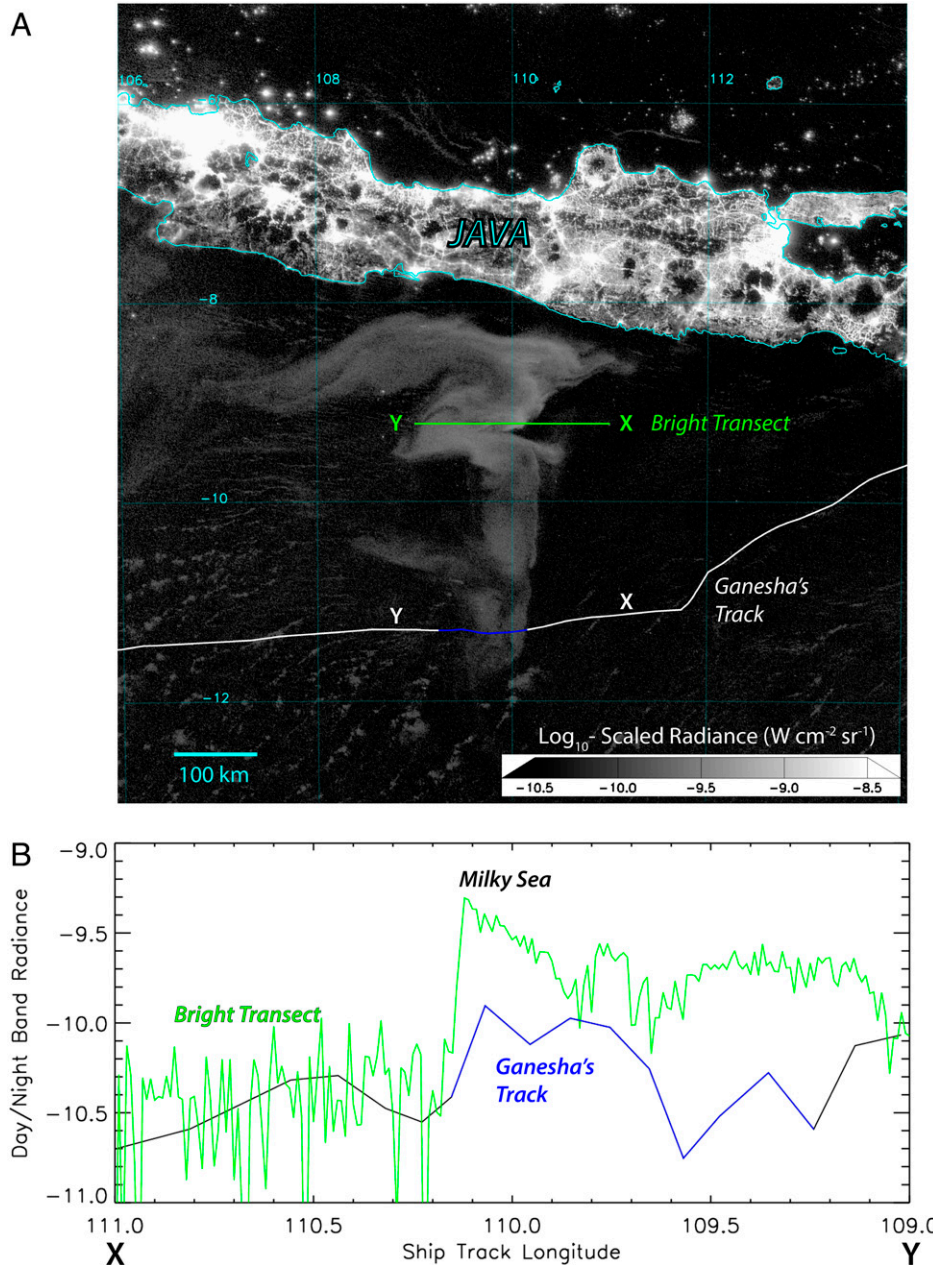 A
106
108
110
112
-6
JAVA
-8
Y X Bright Transect
-10
Ganesha's
Track
Y X
-12
100 km
Log10- Scaled Radiance (W cm-2 sr-1)
-10.5 -10.0 -9.5 -9.0 -8.5
B
-9.0
Milky Sea
-9.5
Bright Transect
-10.0
Ganesha's
Track
-10.5
-11.0
Day/Night Band Radiance
111.0 110.5 110.0 109.5 109.0
X Ship Track Longitude Y